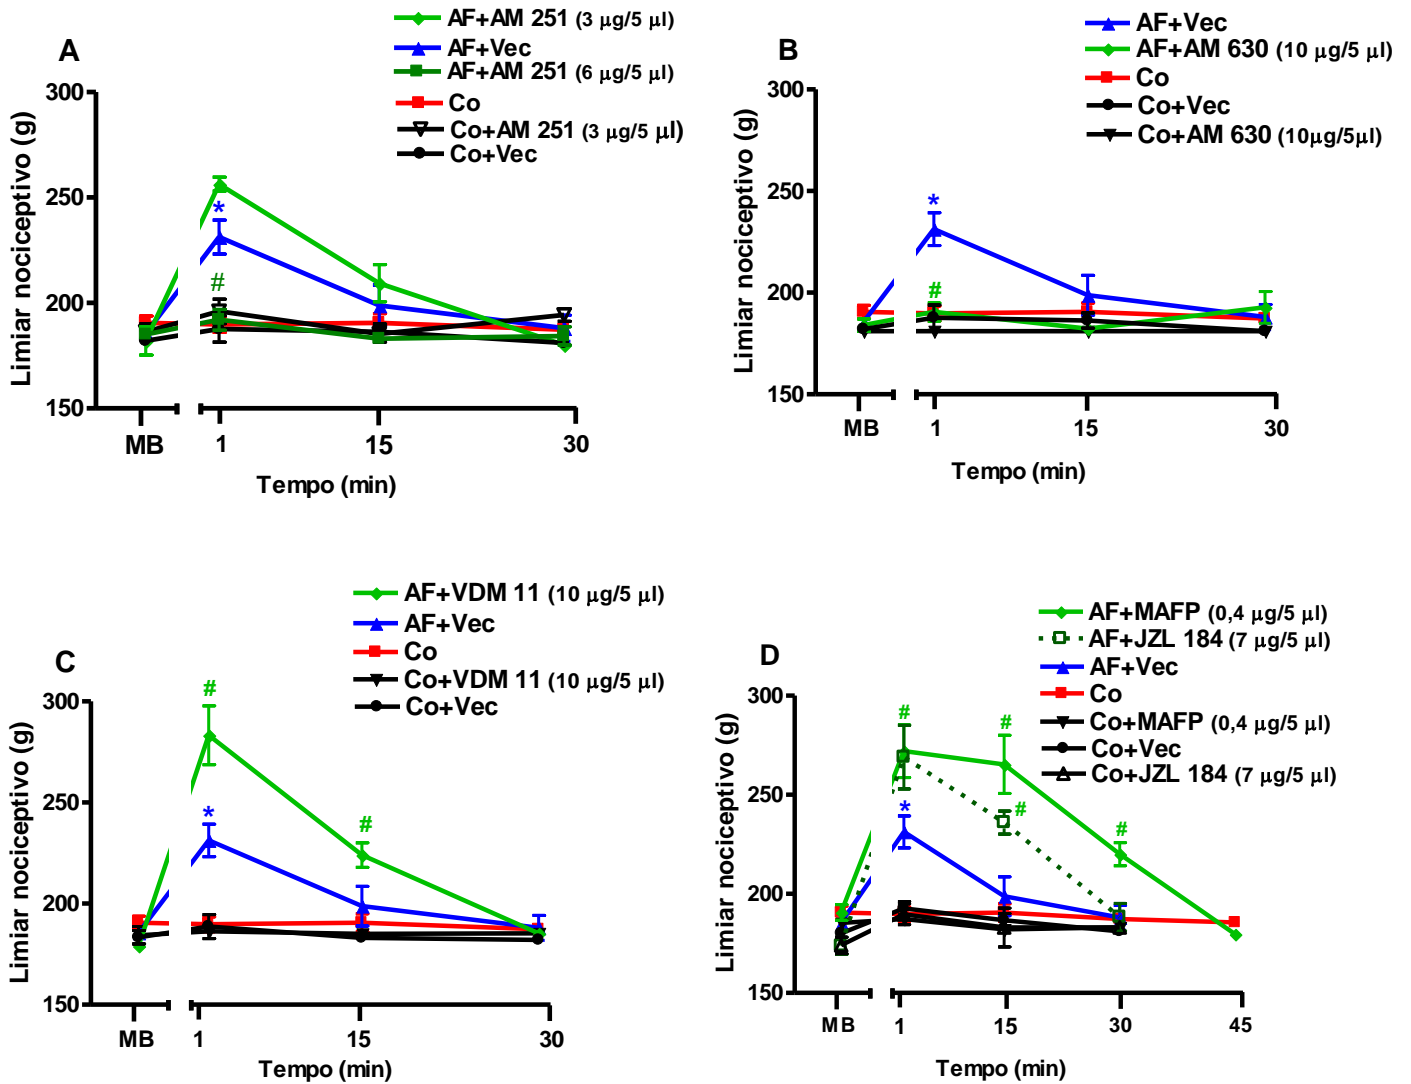 A
AF+AM 251 (3 µg/5 µl)
AF+Vec
AF+AM 251 (6 µg/5 µl)
Co
Co+AM 251 (3 µg/5 µl)
Co+Vec
Limiar nociceptivo (g)
300
250
200
150
*
#
MB
1
15
30
Tempo (min)
B
AF+Vec
AF+AM 630 (10 µg/5 µl)
Co
Co+Vec
Co+AM 630 (10µg/5µl)
Limiar nociceptivo (g)
300
250
200
150
*
#
MB
1
15
30
Tempo (min)
C
AF+VDM 11 (10 µg/5 µl)
AF+Vec
Co
Co+VDM 11 (10 µg/5 µl)
Co+Vec
Limiar nociceptivo (g)
300
250
200
150
#
*
#
MB
1
15
30
Tempo (min)
D
AF+MAFP (0,4 µg/5 µl)
AF+JZL 184 (7 µg/5 µl)
AF+Vec
Co
Co+MAFP (0,4 µg/5 µl)
Co+Vec
Co+JZL 184 (7 µg/5 µl)
Limiar nociceptivo (g)
300
250
200
150
#
#
*
#
#
MB
1
15
30
45
Tempo (min)